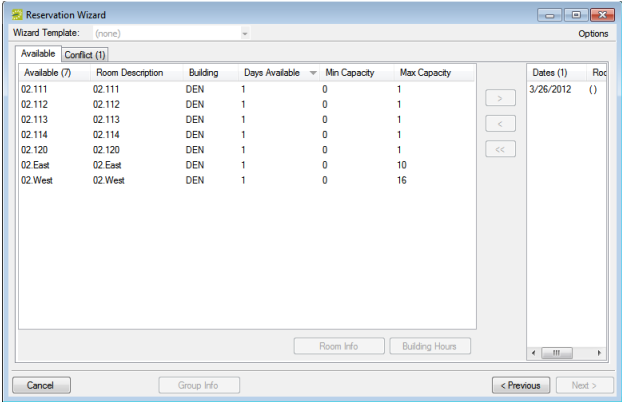 Reservation Wizard
Wizard Template: (none) Options
Available Conflict (1)
Available (7) Room Description Building Days Available Min Capacity Max Capacity Dates (1) Roo
02.111 02.111 DEN 1 0 1 > 3/26/2012 ( )
02.112 02.112 DEN 1 0 1
02.113 02.113 DEN 1 0 1 <
02.114 02.114 DEN 1 0 1
02.120 02.120 DEN 1 0 1 <<
02.East 02.East DEN 1 0 10
02.West 02.West DEN 1 0 16
Room Info Building Hours
Cancel Group Info < Previous Next >